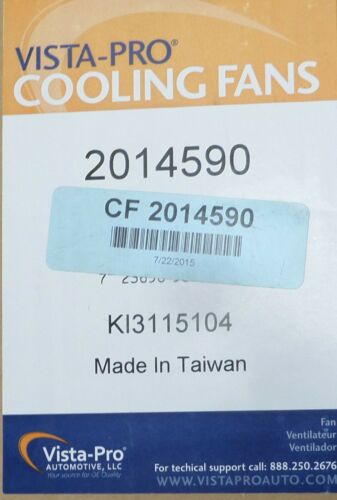 VISTA-PRO®
COOLING FANS
2014590
CF 2014590
7/22/2015
KI3115104
Made In Taiwan
Fan
Ventilateur
Ventilador
Vista-Pro®
AUTOMOTIVE, LLC
Your source for OE Quality
For techical support call: 888.250.2676
WWW.VISTAPROAUTO.COM